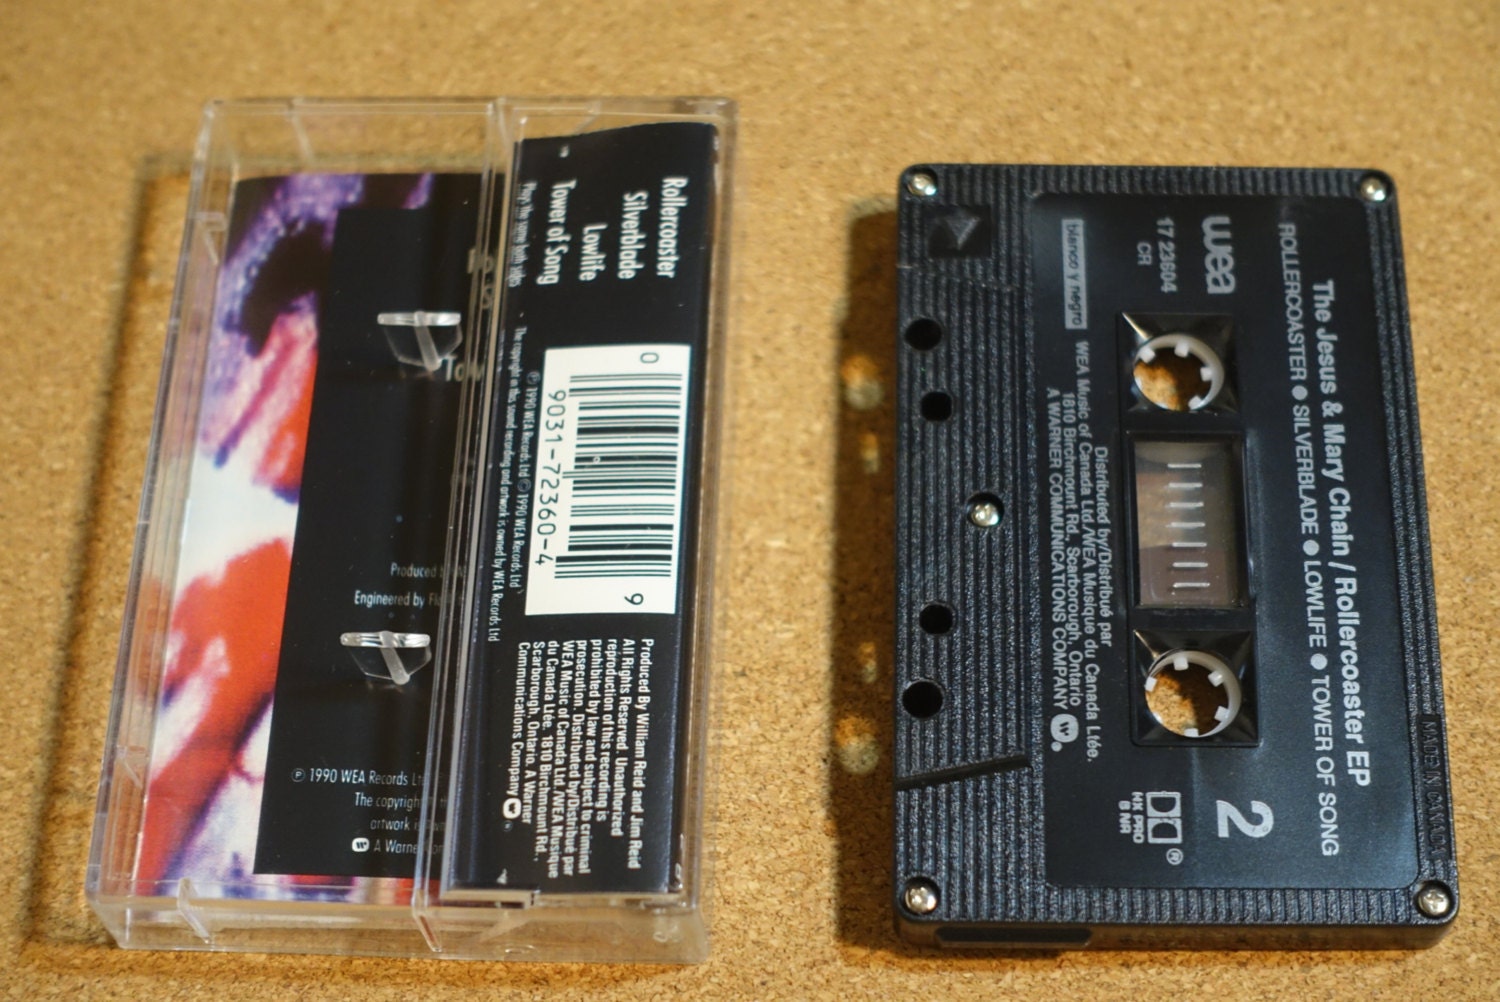 Rollercoaster
Silverblade
Lowlife
Tower of Song
Plays the same both sides
The copyright in this sound recording and artwork is owned by WEA Records Ltd
℗ 1990 WEA Records Ltd © 1990 WEA Records Ltd
0 9031-72360-4 9
Produced By William Reid and Jim Reid
All Rights Reserved. Unauthorized
reproduction of this recording is
prohibited by law and subject to criminal
prosecution. Distributed by/Distribué par
WEA Music of Canada Ltd./WEA Musique
du Canada Ltée. 1810 Birchmount Rd.,
Scarborough, Ontario. A Warner
Communications Company
Produced
Engineered by
℗ 1990 WEA Records
The copyright
artwork
A
The Jesus & Mary Chain / Rollercoaster EP
ROLLERCOASTER ● SILVERBLADE ● LOWLIFE ● TOWER OF SONG
wea
17 23604
CR
2
HX PRO
B NR
®
blanco y negro
Distributed by/Distribué par
WEA Music of Canada Ltd./WEA Musique du Canada Ltée.
1810 Birchmount Rd., Scarborough, Ontario
A WARNER COMMUNICATIONS COMPANY
MADE IN CANADA